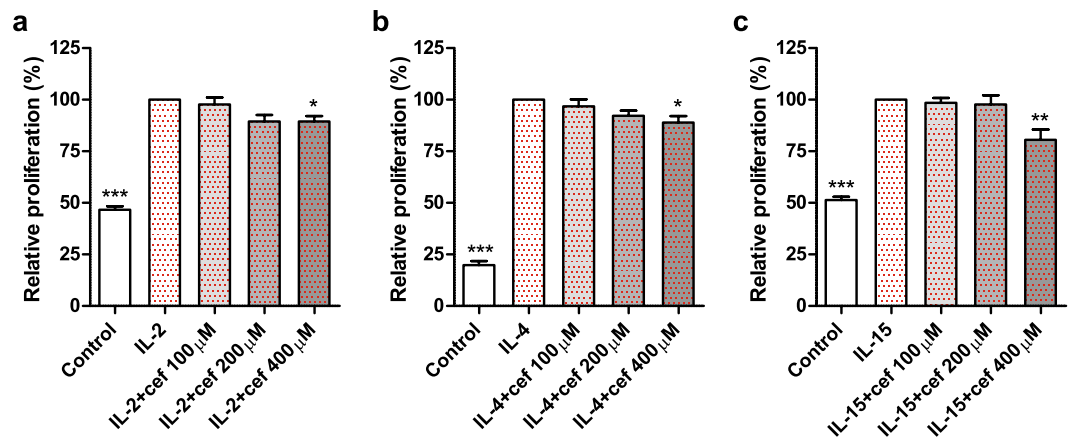 a
Relative proliferation (%)
125
100
75
50
25
0
***
*
Control
IL-2
IL-2+cef 100 μM
IL-2+cef 200 μM
IL-2+cef 400 μM
b
Relative proliferation (%)
125
100
75
50
25
0
***
*
Control
IL-4
IL-4+cef 100 μM
IL-4+cef 200 μM
IL-4+cef 400 μM
c
Relative proliferation (%)
125
100
75
50
25
0
***
**
Control
IL-15
IL-15+cef 100 μM
IL-15+cef 200 μM
IL-15+cef 400 μM